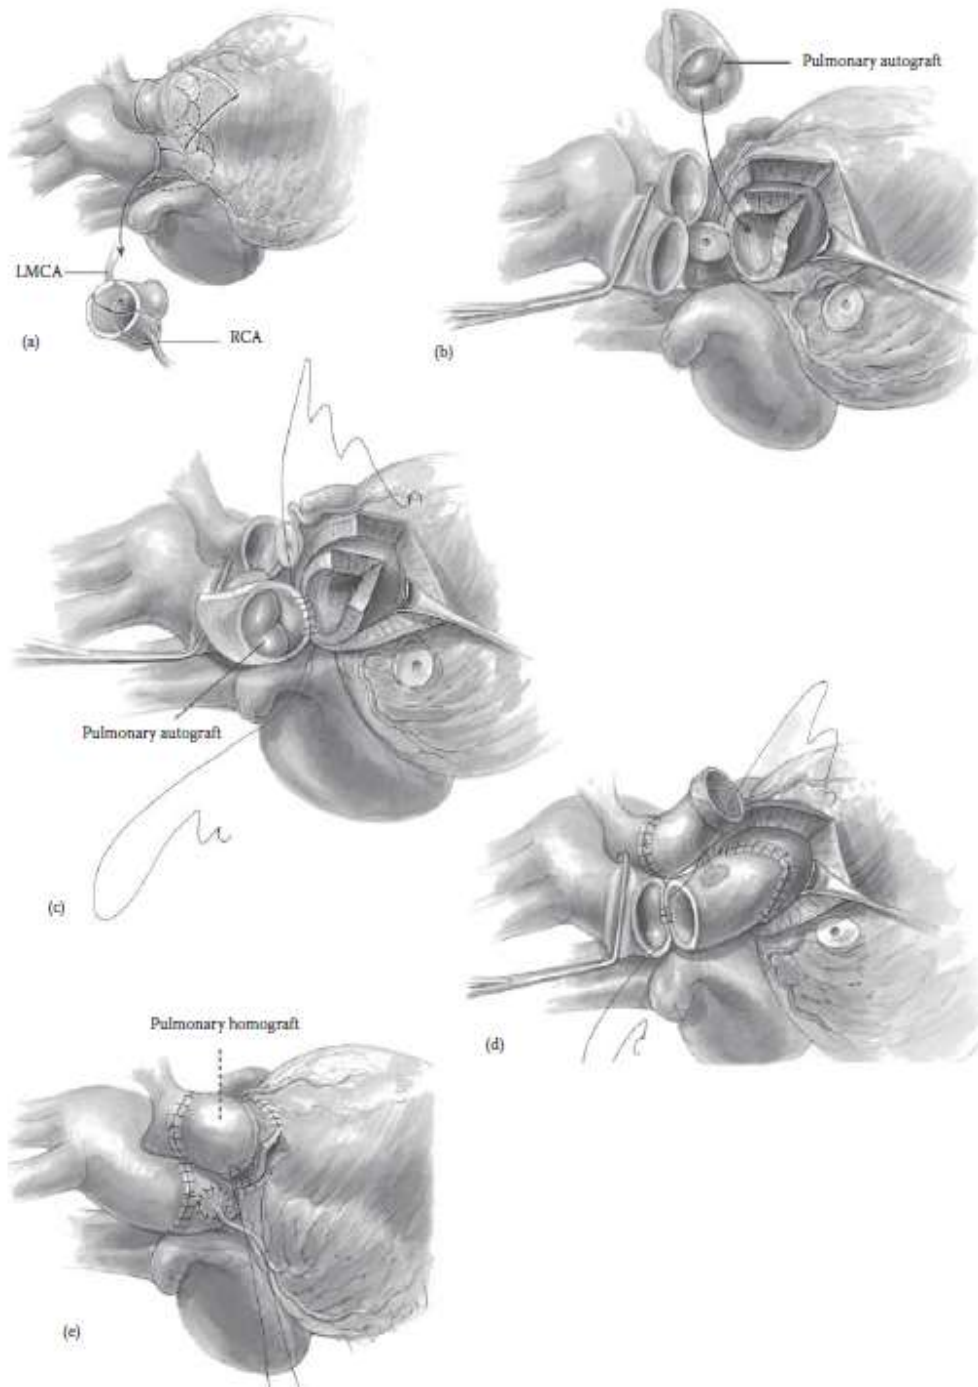 LMCA
RCA
(a)
Pulmonary autograft
(b)
Pulmonary autograft
(c)
(d)
Pulmonary homograft
(e)